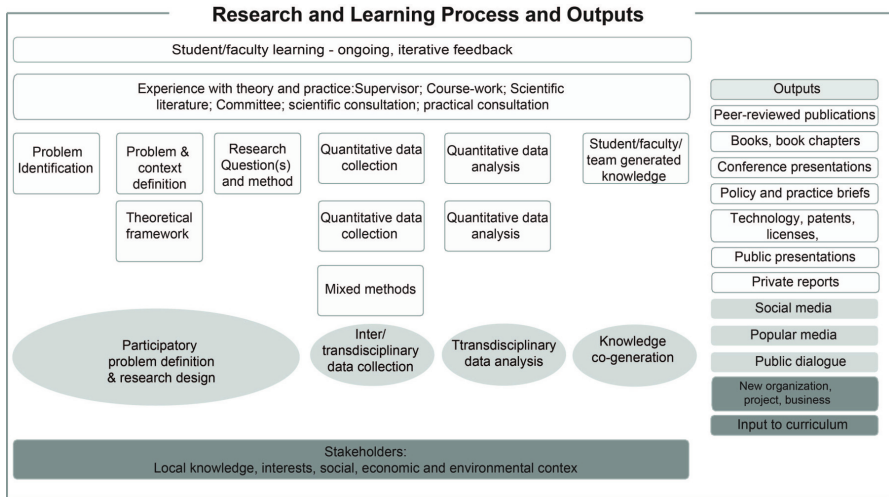 Research and Learning Process and Outputs
Student/faculty learning - ongoing, iterative feedback
Experience with theory and practice:Supervisor; Course-work; Scientific
literature; Committee; scientific consultation; practical consultation
Problem
Identification
Problem &
context
definition
Research
Question(s)
and method
Quantitative data
collection
Quantitative data
analysis
Student/faculty/
team generated
knowledge
Theoretical
framework
Quantitative data
collection
Quantitative data
analysis
Mixed methods
Participatory
problem definition
& research design
Inter/
transdisciplinary
data collection
Ttransdisciplinary
data analysis
Knowledge
co-generation
Stakeholders:
Local knowledge, interests, social, economic and environmental contex
Outputs
Peer-reviewed publications
Books, book chapters
Conference presentations
Policy and practice briefs
Technology, patents,
licenses,
Public presentations
Private reports
Social media
Popular media
Public dialogue
New organization,
project, business
Input to curriculum